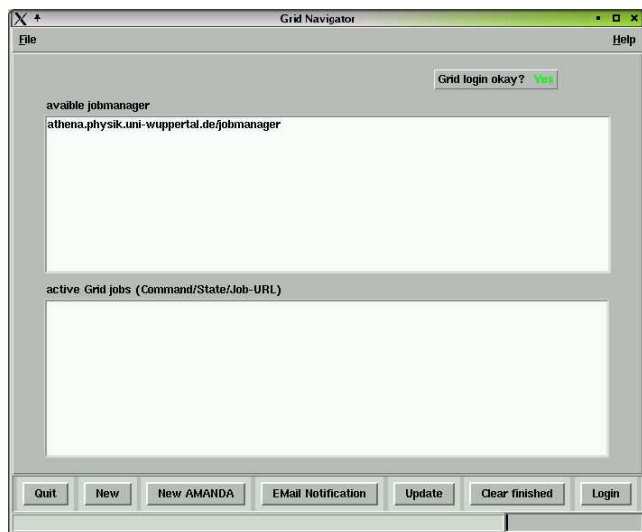 Grid Navigator
File Help
Grid login okay? Yes
avaible jobmanager
athena.physik.uni-wuppertal.de/jobmanager
active Grid jobs (Command/State/Job-URL)
Quit New New AMANDA EMail Notification Update Clear finished Login